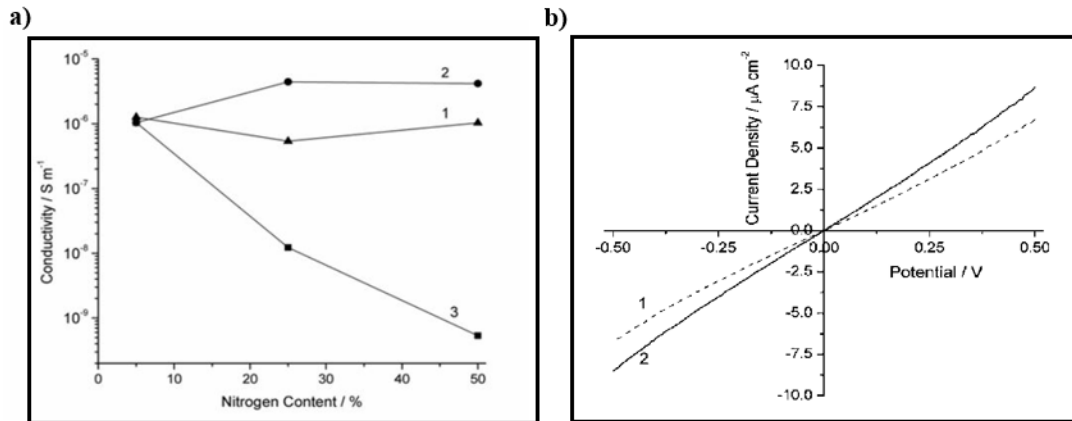 a)
10⁻⁵
10⁻⁶
10⁻⁷
10⁻⁸
10⁻⁹
Conductivity / S m⁻¹
2
1
3
0 10 20 30 40 50
Nitrogen Content / %
b)
10.0
7.5
5.0
2.5
0.0
-2.5
-5.0
-7.5
-10.0
Current Density / μA cm⁻²
-0.50 -0.25 0.00 0.25 0.50
Potential / V
1
2